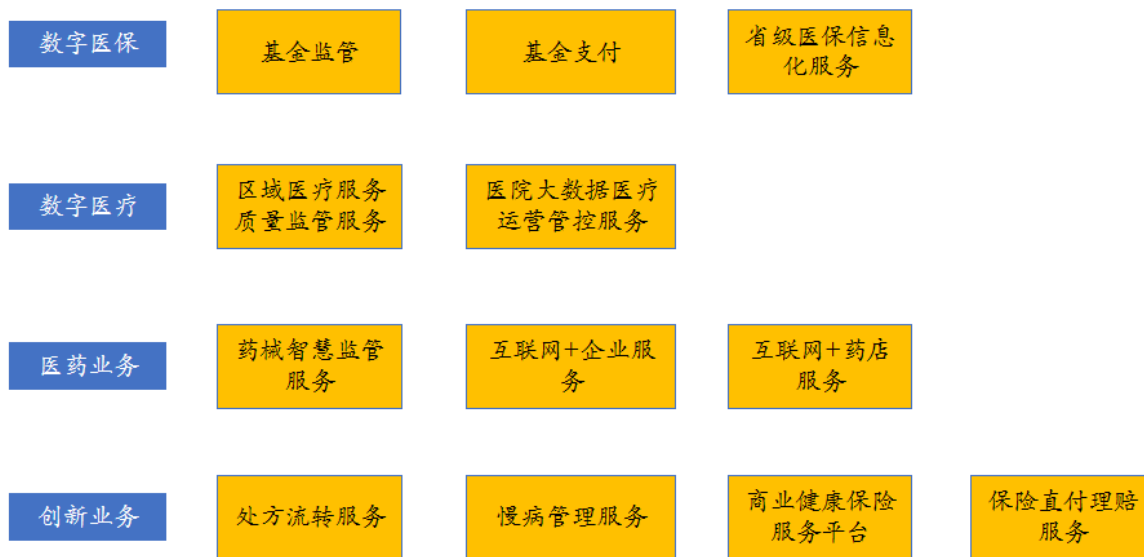 数字医保
基金监管
基金支付
省级医保信息
化服务
数字医疗
区域医疗服务
质量监管服务
医院大数据医疗
运营管控服务
医药业务
药械智慧监管
服务
互联网+企业服
务
互联网+药店
服务
创新业务
处方流转服务
慢病管理服务
商业健康保险
服务平台
保险直付理赔
服务